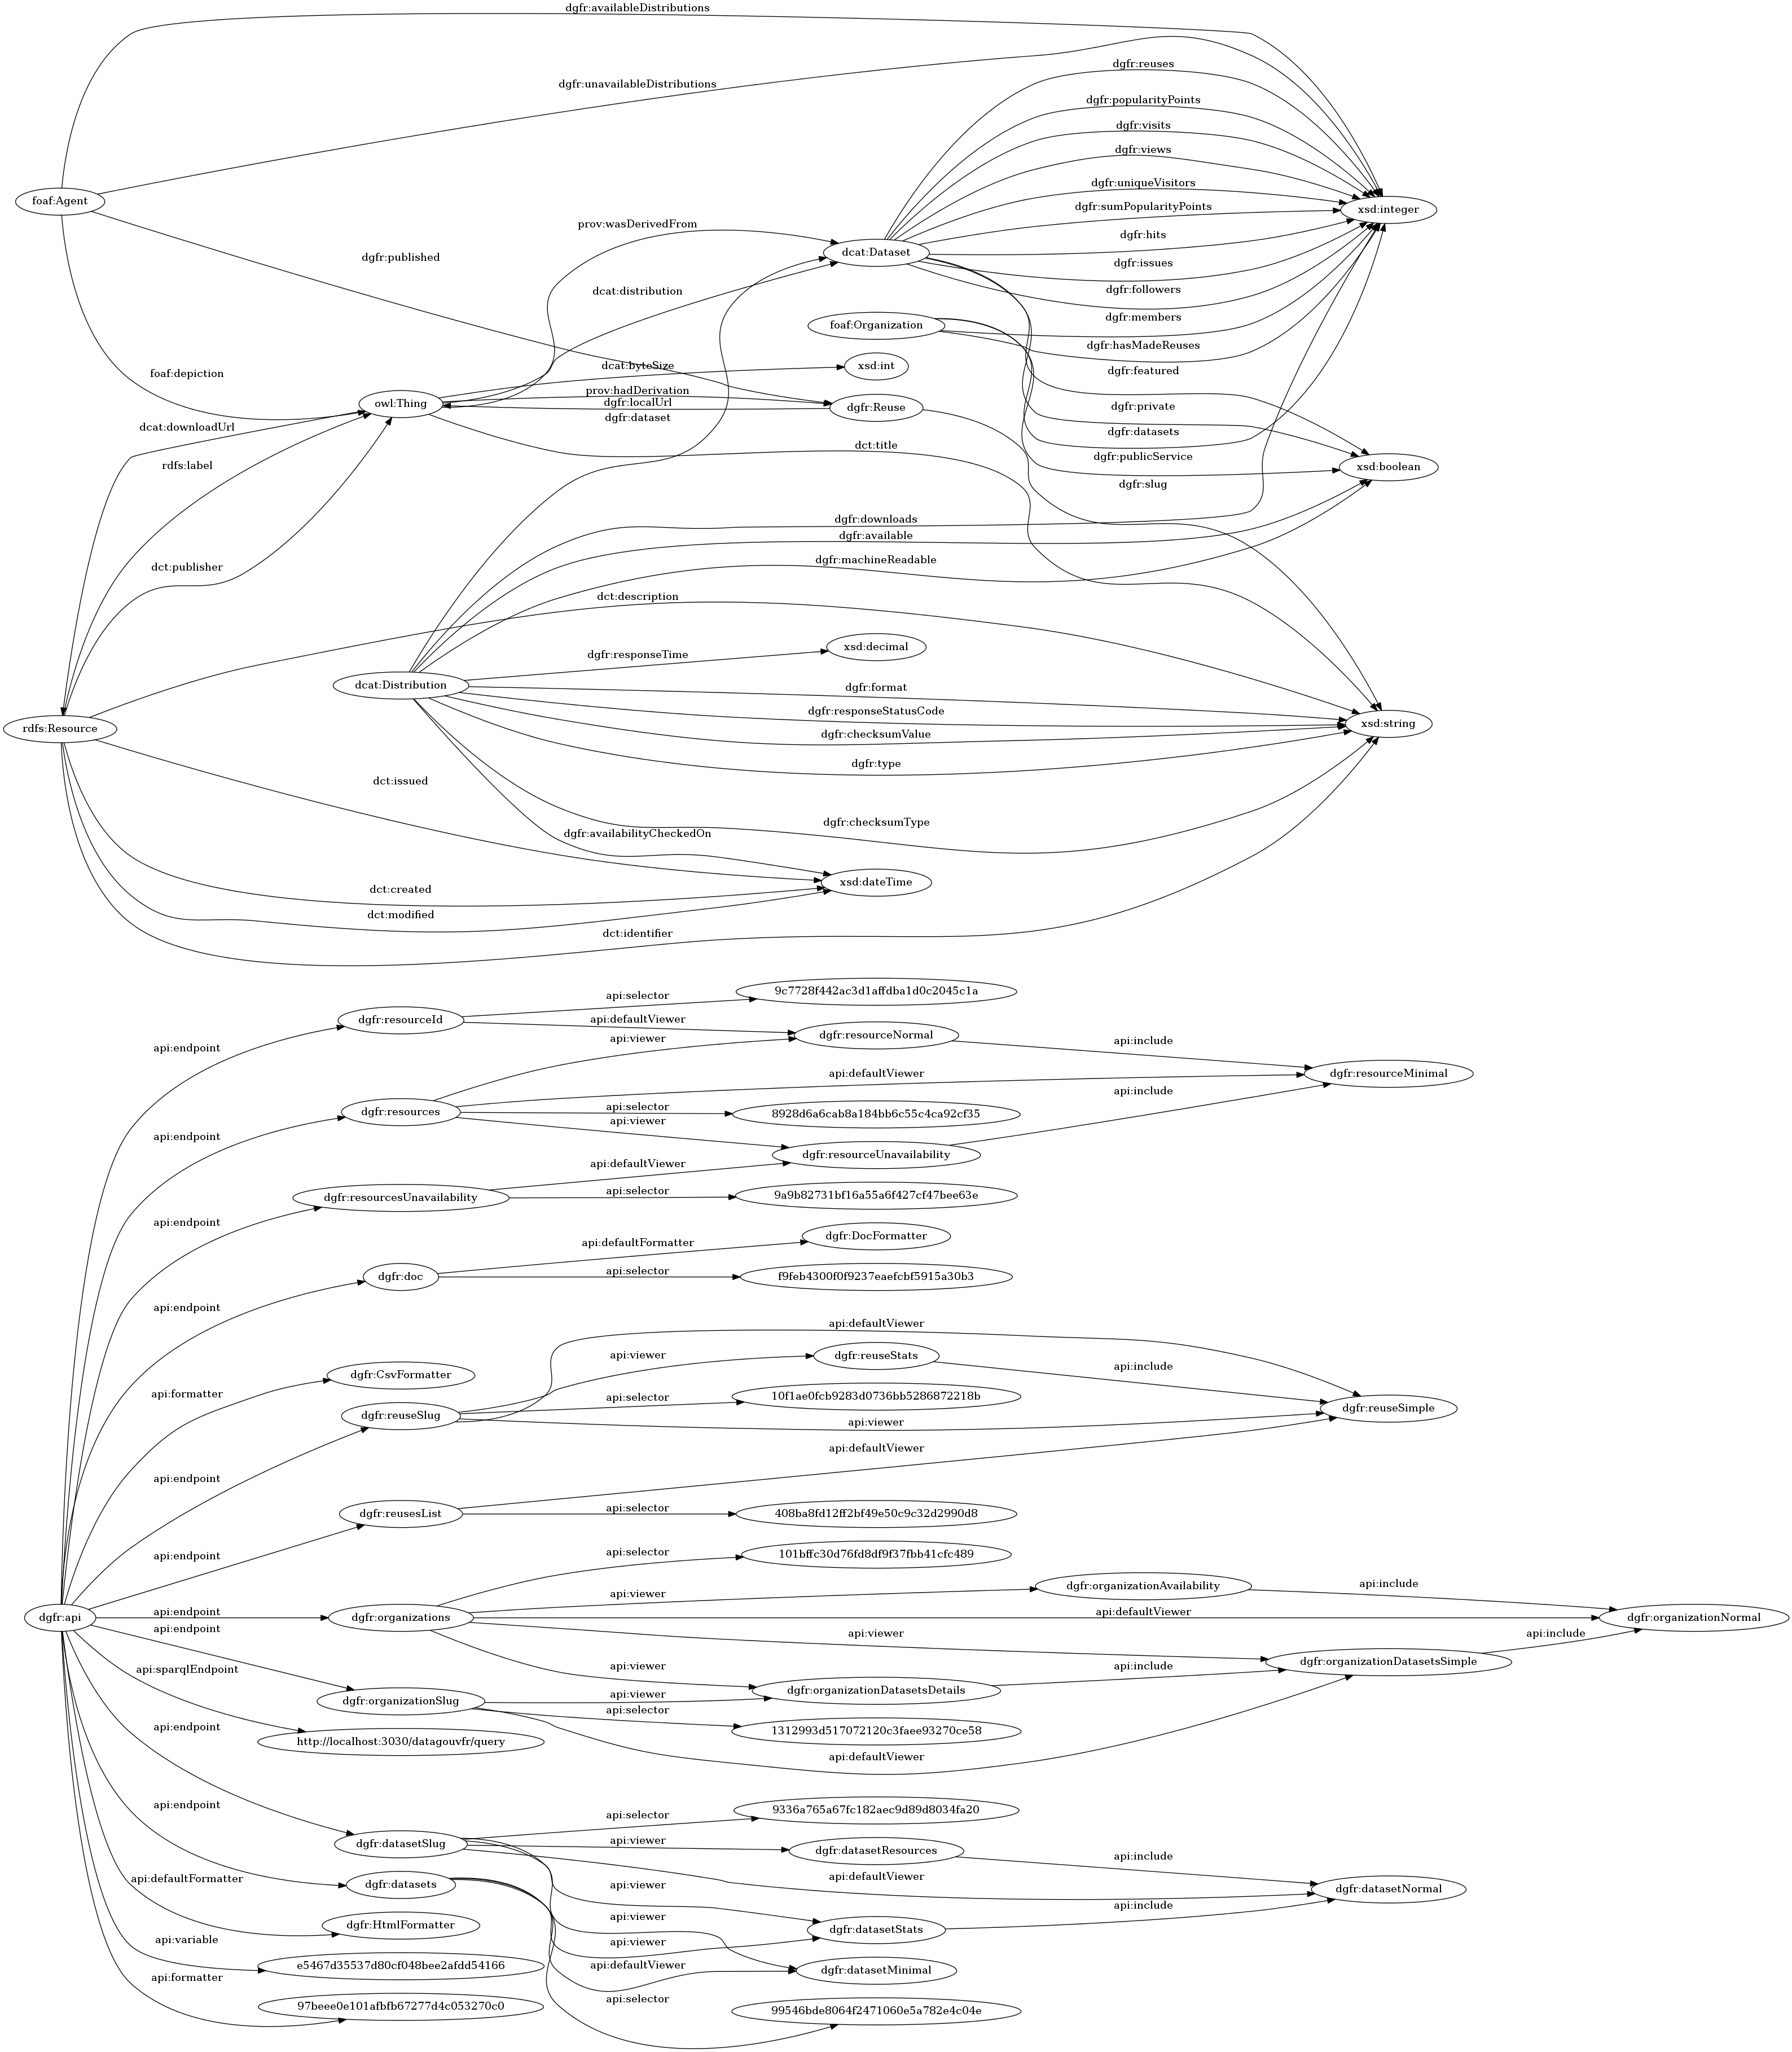 dgfr:availableDistributions
dgfr:reuses
dgfr:unavailableDistributions
dgfr:popularityPoints
dgfr:visits
dgfr:views
dgfr:uniqueVisitors
foaf:Agent
dgfr:sumPopularityPoints
xsd:integer
prov:wasDerivedFrom
dgfr:hits
dcat:Dataset
dgfr:published
dgfr:issues
dcat:distribution
dgfr:followers
dgfr:members
foaf:Organization
dgfr:hasMadeReuses
dcat:byteSize
xsd:int
dgfr:featured
foaf:depiction
prov:hadDerivation
owl:Thing
dgfr:localUrl
dgfr:Reuse
dgfr:private
dgfr:dataset
dcat:downloadUrl
dgfr:datasets
dct:title
dgfr:publicService
rdfs:label
xsd:boolean
dgfr:slug
dgfr:downloads
dgfr:available
dgfr:machineReadable
dct:publisher
dct:description
xsd:decimal
dgfr:responseTime
dcat:Distribution
dgfr:format
dgfr:responseStatusCode
xsd:string
rdfs:Resource
dgfr:checksumValue
dgfr:type
dct:issued
dgfr:checksumType
dgfr:availabilityCheckedOn
xsd:dateTime
dct:created
dct:modified
dct:identifier
9c7728f442ac3d1affdba1d0c2045c1a
api:selector
dgfr:resourceId
api:defaultViewer
dgfr:resourceNormal
api:viewer
api:include
api:endpoint
api:defaultViewer
dgfr:resourceMinimal
api:include
api:selector
dgfr:resources
8928d6a6cab8a184bb6c55c4ca92cf35
api:viewer
api:endpoint
dgfr:resourceUnavailability
api:defaultViewer
api:selector
dgfr:resourcesUnavailability
9a9b82731bf16a55a6f427cf47bee63e
api:endpoint
dgfr:DocFormatter
api:defaultFormatter
api:selector
dgfr:doc
f9feb4300f0f9237eaefcbf5915a30b3
api:endpoint
api:defaultViewer
api:viewer
dgfr:reuseStats
api:include
dgfr:CsvFormatter
api:formatter
api:selector
10f1ae0fcb9283d0736bb5286872218b
dgfr:reuseSimple
dgfr:reuseSlug
api:viewer
api:defaultViewer
api:endpoint
api:selector
dgfr:reusesList
408ba8fd12ff2bf49e50c9c32d2990d8
api:endpoint
api:selector
101bffc30d76fd8df9f37fbb41cfc489
api:viewer
dgfr:organizationAvailability
api:include
dgfr:api
api:endpoint
dgfr:organizations
api:defaultViewer
dgfr:organizationNormal
api:endpoint
api:viewer
api:include
dgfr:organizationDatasetsSimple
api:sparqlEndpoint
api:viewer
api:include
dgfr:organizationDatasetsDetails
api:viewer
dgfr:organizationSlug
api:selector
1312993d517072120c3faee93270ce58
api:endpoint
http://localhost:3030/datagouvfr/query
api:defaultViewer
api:endpoint
api:selector
9336a765a67fc182aec9d89d8034fa20
api:viewer
dgfr:datasetSlug
dgfr:datasetResources
api:include
api:defaultFormatter
api:defaultViewer
dgfr:datasets
api:viewer
dgfr:datasetNormal
api:include
api:viewer
dgfr:HtmlFormatter
dgfr:datasetStats
api:variable
api:viewer
api:defaultViewer
e5467d35537d80cf048bee2afdd54166
dgfr:datasetMinimal
api:formatter
api:selector
97beee0e101afbfb67277d4c053270c0
99546bde8064f2471060e5a782e4c04e